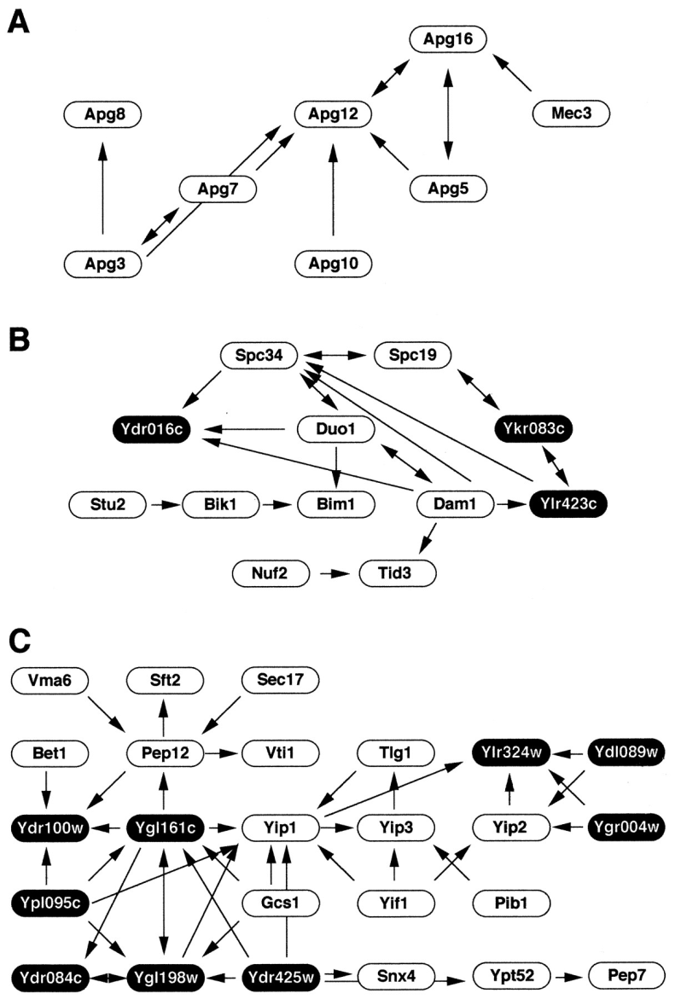 A
Apg16
Apg8
Apg12
Mec3
Apg7
Apg5
Apg3
Apg10
B
Spc34
Spc19
Ydr016c
Duo1
Ykr083c
Stu2
Bik1
Bim1
Dam1
Ylr423c
Nuf2
Tid3
C
Vma6
Sft2
Sec17
Bet1
Pep12
Vti1
Tlg1
Ylr324w
Ydl089w
Ydr100w
Ygl161c
Yip1
Yip3
Yip2
Ygr004w
Ypl095c
Gcs1
Yif1
Pib1
Ydr084c
Ygl198w
Ydr425w
Snx4
Ypt52
Pep7